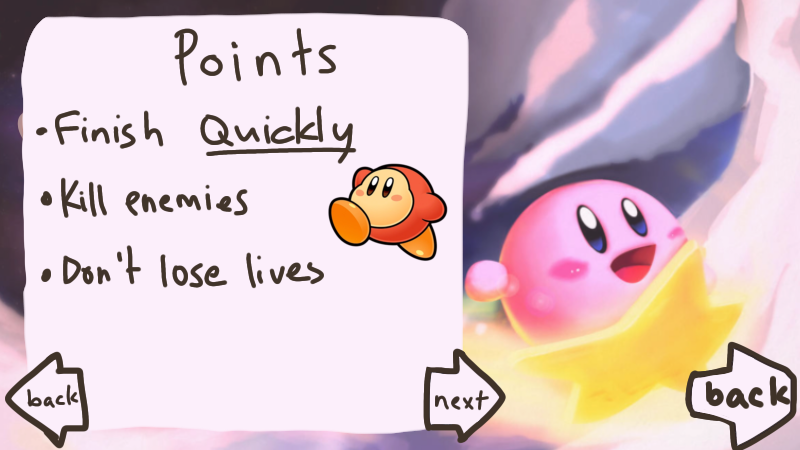 Points
• Finish Quickly
• Kill enemies
• Don't lose lives
back
next
back